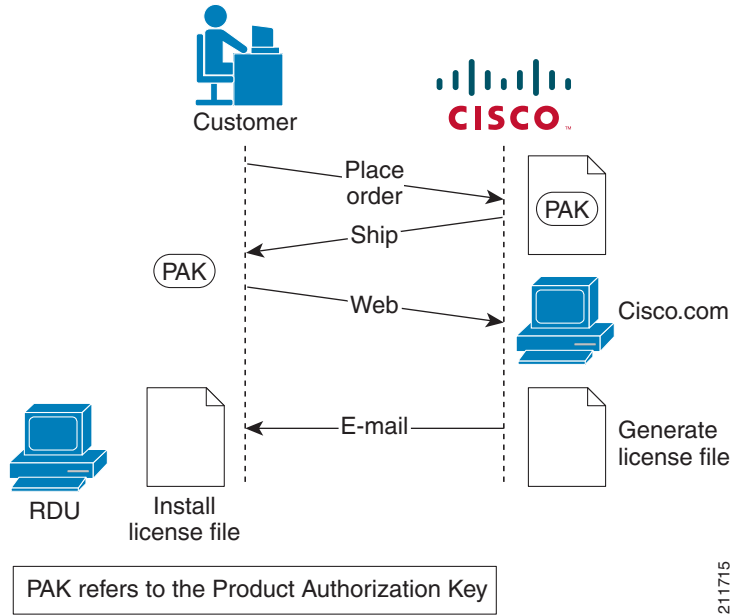 Customer
CISCO™
Place
order
PAK
Ship
PAK
Web
Cisco.com
E-mail
Generate
license file
RDU
Install
license file
PAK refers to the Product Authorization Key
211715